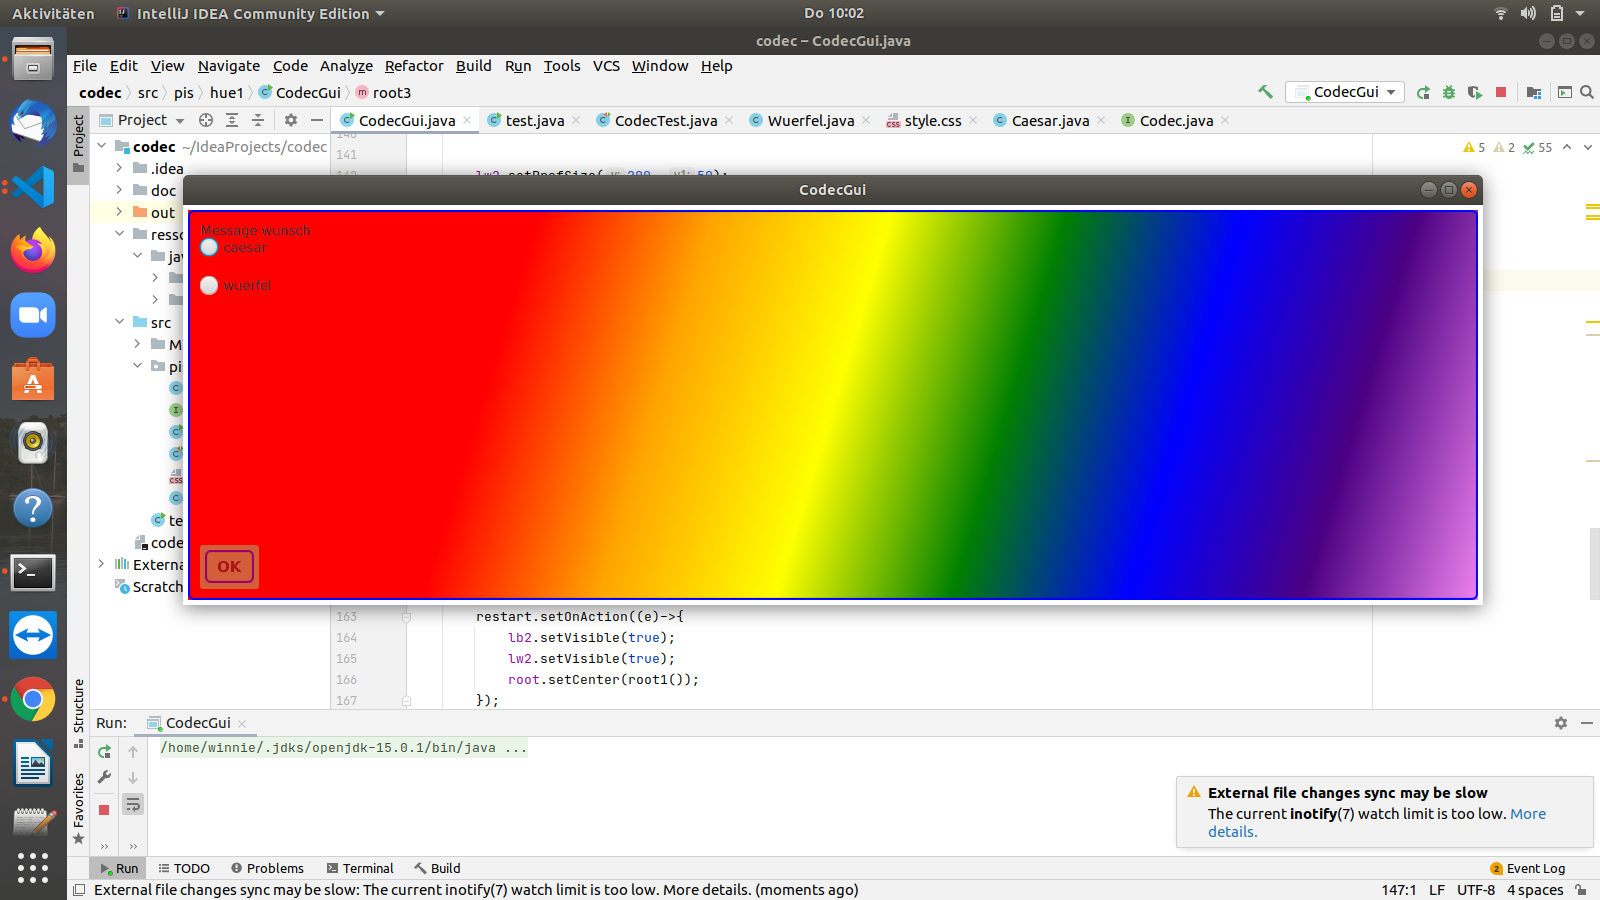 Aktivitäten
IntelliJ IDEA Community Edition
Do 10:02
codec – CodecGui.java
File Edit View Navigate Code Analyze Refactor Build Run Tools VCS Window Help
codec src pis hue1 CodecGui root3
CodecGui
Project
CodecGui.java
test.java
CodecTest.java
Wuerfel.java
style.css
Caesar.java
Codec.java
Project
codec ~/IdeaProjects/codec
141
5 2 55
.idea
doc
out
CodecGui
Message wunsch
caesar
wuerfel
OK
src
163 restart.setOnAction((e)->{
164 lb2.setVisible(true);
165 lw2.setVisible(true);
166 root.setCenter(root1());
167 });
Structure
Favorites
Run: CodecGui
/home/winnie/.jdks/openjdk-15.0.1/bin/java ...
External file changes sync may be slow
The current inotify(7) watch limit is too low. More
details.
Run TODO Problems Terminal Build
2 Event Log
External file changes sync may be slow: The current inotify(7) watch limit is too low. More details. (moments ago)
147:1 LF UTF-8 4 spaces